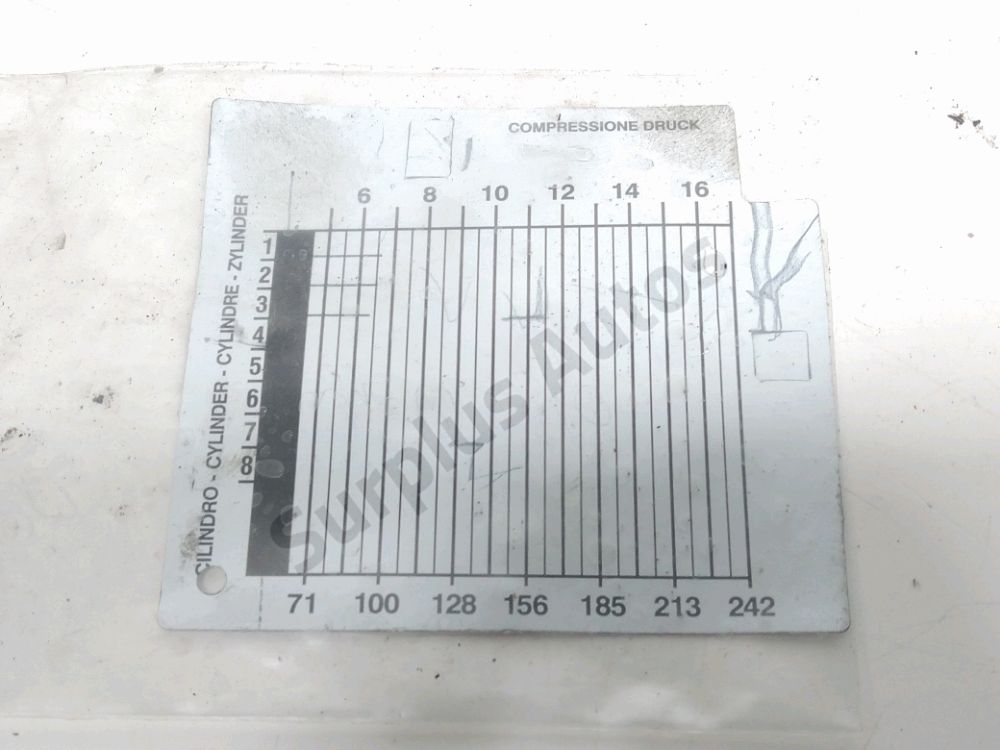 COMPRESSIONE DRUCK
6 8 10 12 14 16
CILINDRO - CYLINDER - CYLINDRE - ZYLINDER
1
2
3
4
5
6
7
8
71 100 128 156 185 213 242
Surplus Autos